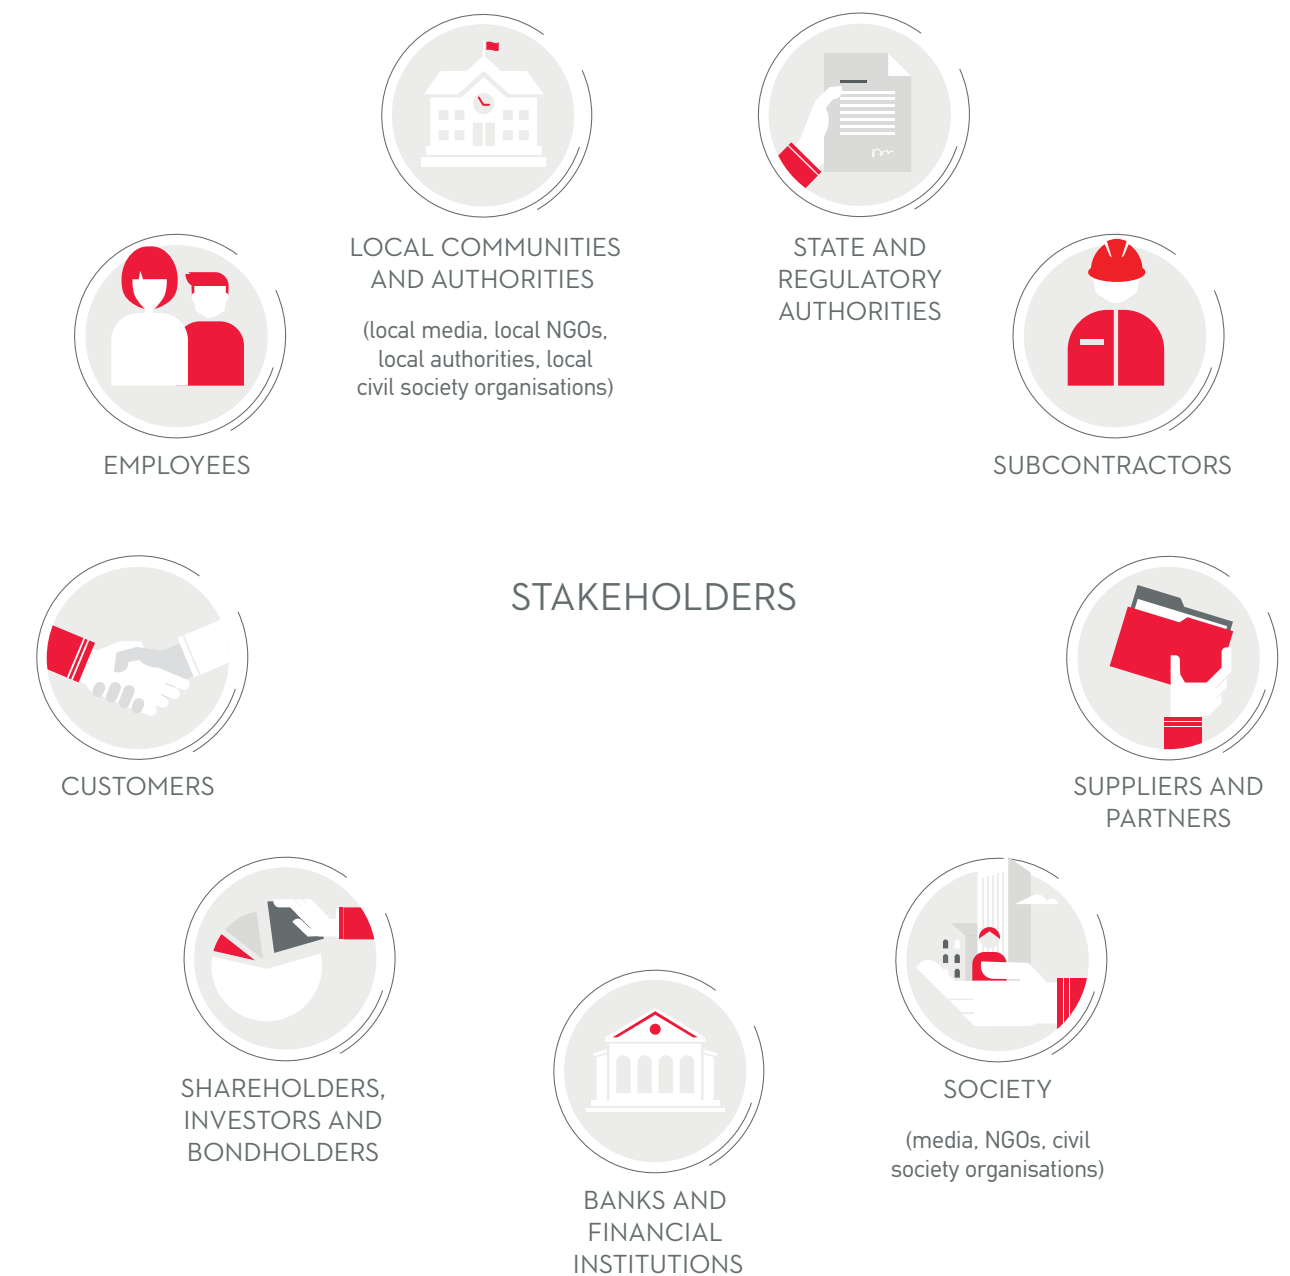 LOCAL COMMUNITIES
AND AUTHORITIES
(local media, local NGOs,
local authorities, local
civil society organisations)
STATE AND
REGULATORY
AUTHORITIES
EMPLOYEES
SUBCONTRACTORS
STAKEHOLDERS
CUSTOMERS
SUPPLIERS AND
PARTNERS
SHAREHOLDERS,
INVESTORS AND
BONDHOLDERS
SOCIETY
(media, NGOs, civil
society organisations)
BANKS AND
FINANCIAL
INSTITUTIONS